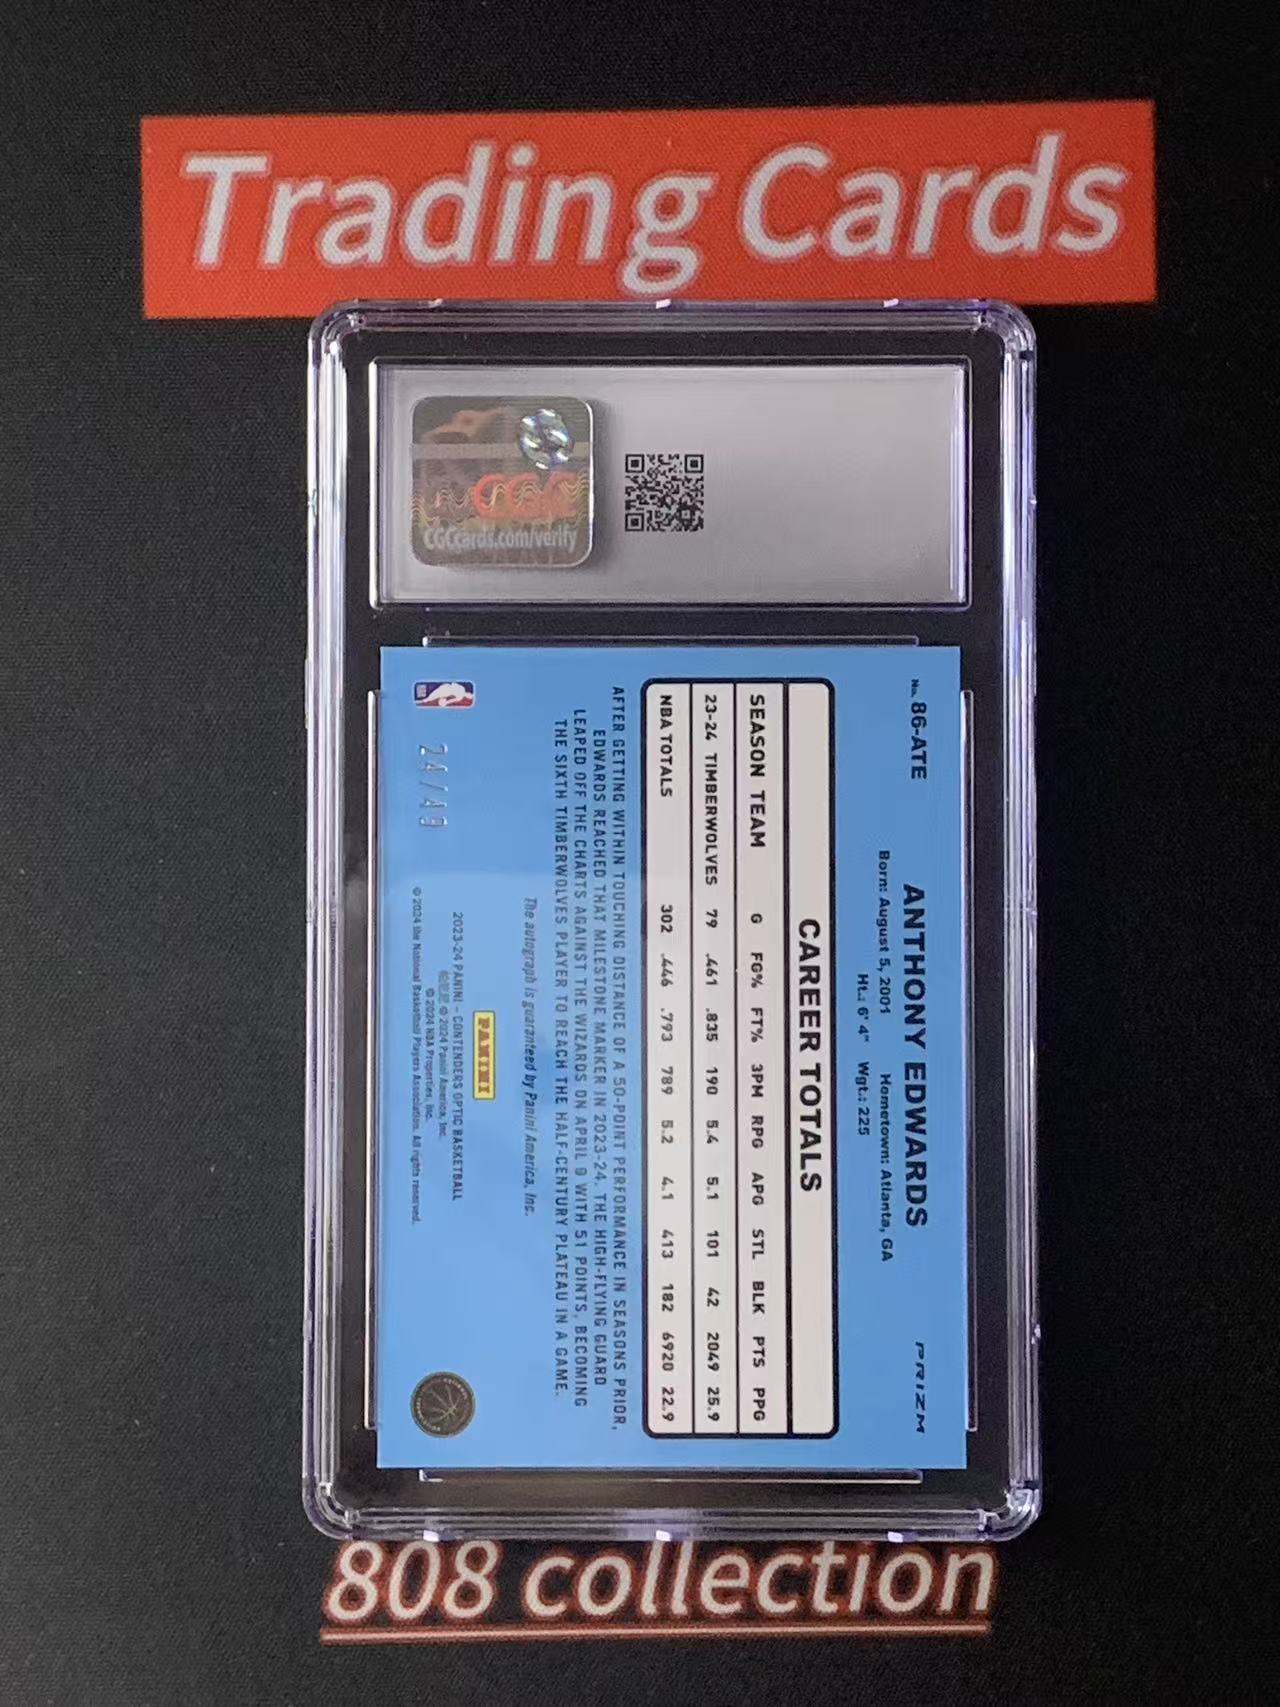 Trading Cards
CGC
CGCcards.com/verify
No. 86-ATE
ANTHONY EDWARDS
PRIZM
Born: August 5, 2001 Hometown: Atlanta, GA
Ht.: 6' 4" Wgt.: 225
CAREER TOTALS
SEASON TEAM G FG% FT% 3PM RPG APG STL BLK PTS PPG
23-24 TIMBERWOLVES 79 .461 .835 190 5.4 5.1 101 42 2049 25.9
NBA TOTALS 302 .446 .793 789 5.2 4.1 413 182 6920 22.9
AFTER GETTING WITHIN TOUCHING DISTANCE OF A 50-POINT PERFORMANCE IN SEASONS PRIOR,
EDWARDS REACHED THAT MILESTONE MARKER IN 2023-24. THE HIGH-FLYING GUARD
LEAPED OFF THE CHARTS AGAINST THE WIZARDS ON APRIL 9 WITH 51 POINTS, BECOMING
THE SIXTH TIMBERWOLVES PLAYER TO REACH THE HALF-CENTURY PLATEAU IN A GAME.
The autograph is guaranteed by Panini America, Inc.
PANINI
24/49
2023-24 PANINI - CONTENDERS OPTIC BASKETBALL
© 2024 Panini America, Inc.
© 2024 NBA Properties, Inc.
© 2024 the National Basketball Players Association. All rights reserved.
808 collection